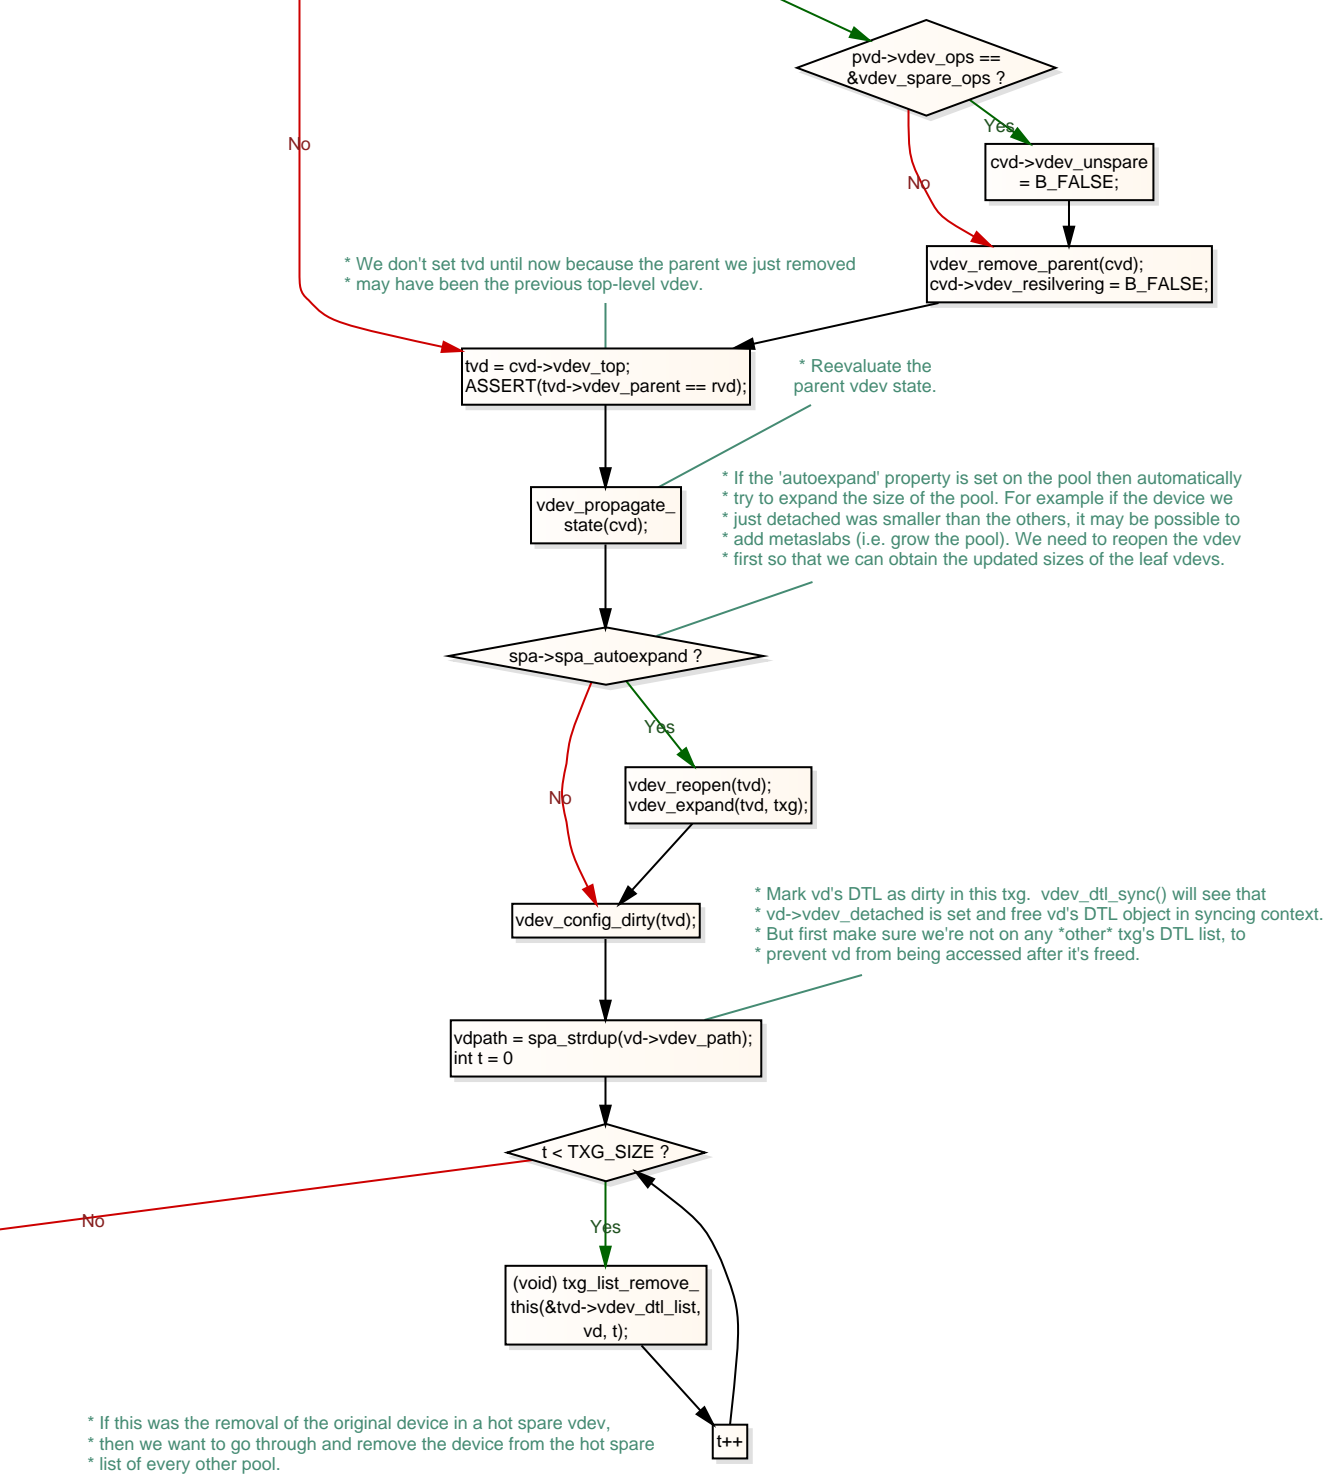 pvd->vdev_ops ==
&vdev_spare_ops ?
Yes
No
No
cvd->vdev_unspare
= B_FALSE;
vdev_remove_parent(cvd);
cvd->vdev_resilvering = B_FALSE;
* We don't set tvd until now because the parent we just removed
* may have been the previous top-level vdev.
tvd = cvd->vdev_top;
ASSERT(tvd->vdev_parent == rvd);
* Reevaluate the
parent vdev state.
vdev_propagate_
state(cvd);
* If the 'autoexpand' property is set on the pool then automatically
* try to expand the size of the pool. For example if the device we
* just detached was smaller than the others, it may be possible to
* add metaslabs (i.e. grow the pool). We need to reopen the vdev
* first so that we can obtain the updated sizes of the leaf vdevs.
spa->spa_autoexpand ?
Yes
No
vdev_reopen(tvd);
vdev_expand(tvd, txg);
vdev_config_dirty(tvd);
* Mark vd's DTL as dirty in this txg.  vdev_dtl_sync() will see that
* vd->vdev_detached is set and free vd's DTL object in syncing context.
* But first make sure we're not on any *other* txg's DTL list, to
* prevent vd from being accessed after it's freed.
vdpath = spa_strdup(vd->vdev_path);
int t = 0
t < TXG_SIZE ?
No
Yes
(void) txg_list_remove_
this(&tvd->vdev_dtl_list,
vd, t);
t++
* If this was the removal of the original device in a hot spare vdev,
* then we want to go through and remove the device from the hot spare
* list of every other pool.